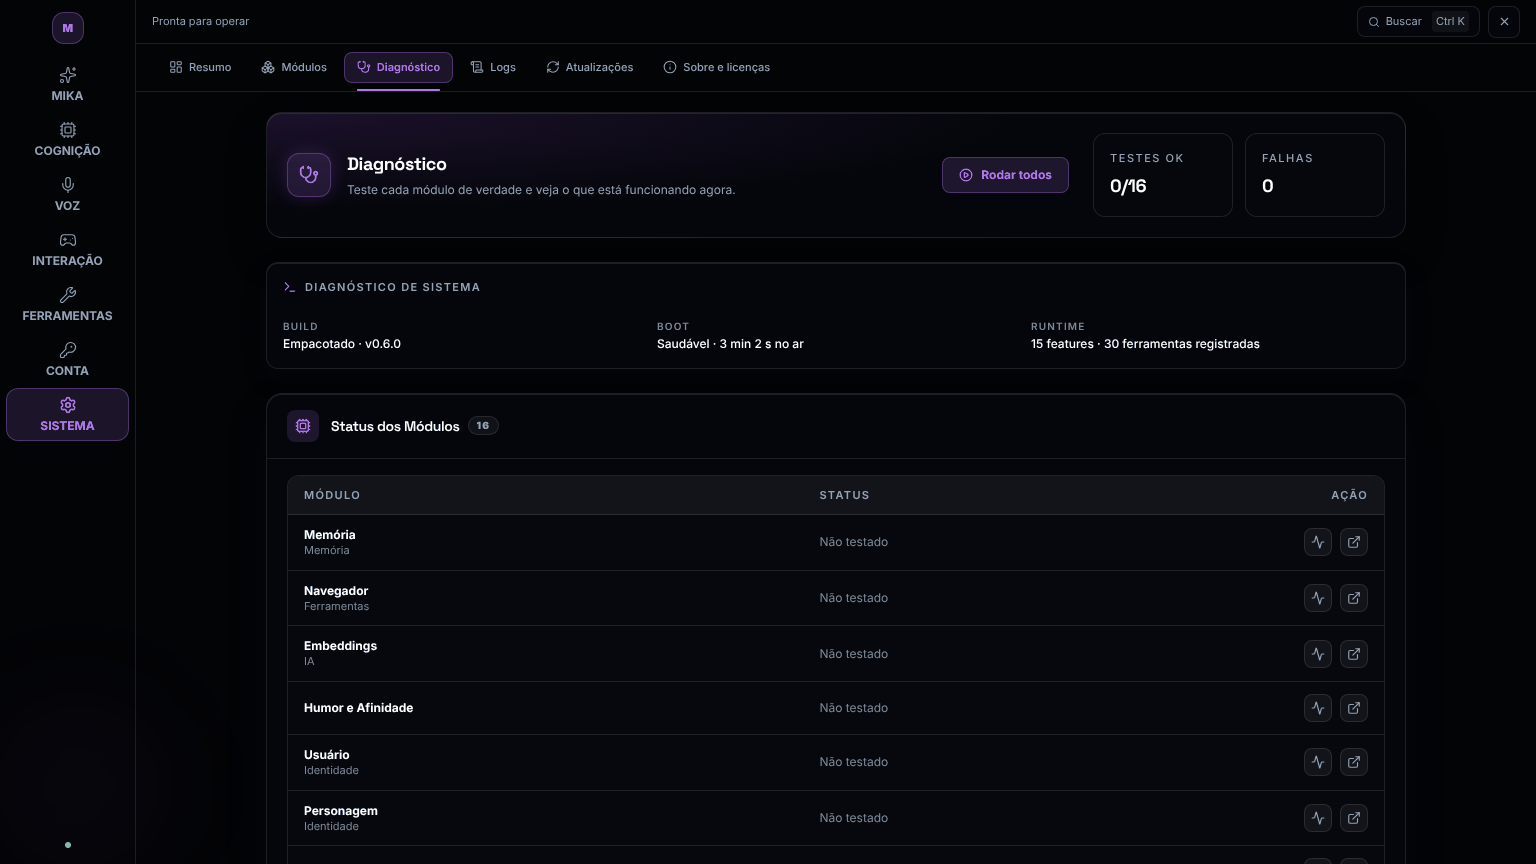 M
MIKA
COGNIÇÃO
VOZ
INTERAÇÃO
FERRAMENTAS
CONTA
SISTEMA
Pronta para operar
Buscar Ctrl K
Resumo
Módulos
Diagnóstico
Logs
Atualizações
Sobre e licenças
Diagnóstico
Teste cada módulo de verdade e veja o que está funcionando agora.
Rodar todos
TESTES OK
0/16
FALHAS
0
DIAGNÓSTICO DE SISTEMA
BUILD
Empacotado · v0.6.0
BOOT
Saudável · 3 min 2 s no ar
RUNTIME
15 features · 30 ferramentas registradas
Status dos Módulos 16
MÓDULO STATUS AÇÃO
Memória
Memória
Não testado
Navegador
Ferramentas
Não testado
Embeddings
IA
Não testado
Humor e Afinidade
Não testado
Usuário
Identidade
Não testado
Personagem
Identidade
Não testado